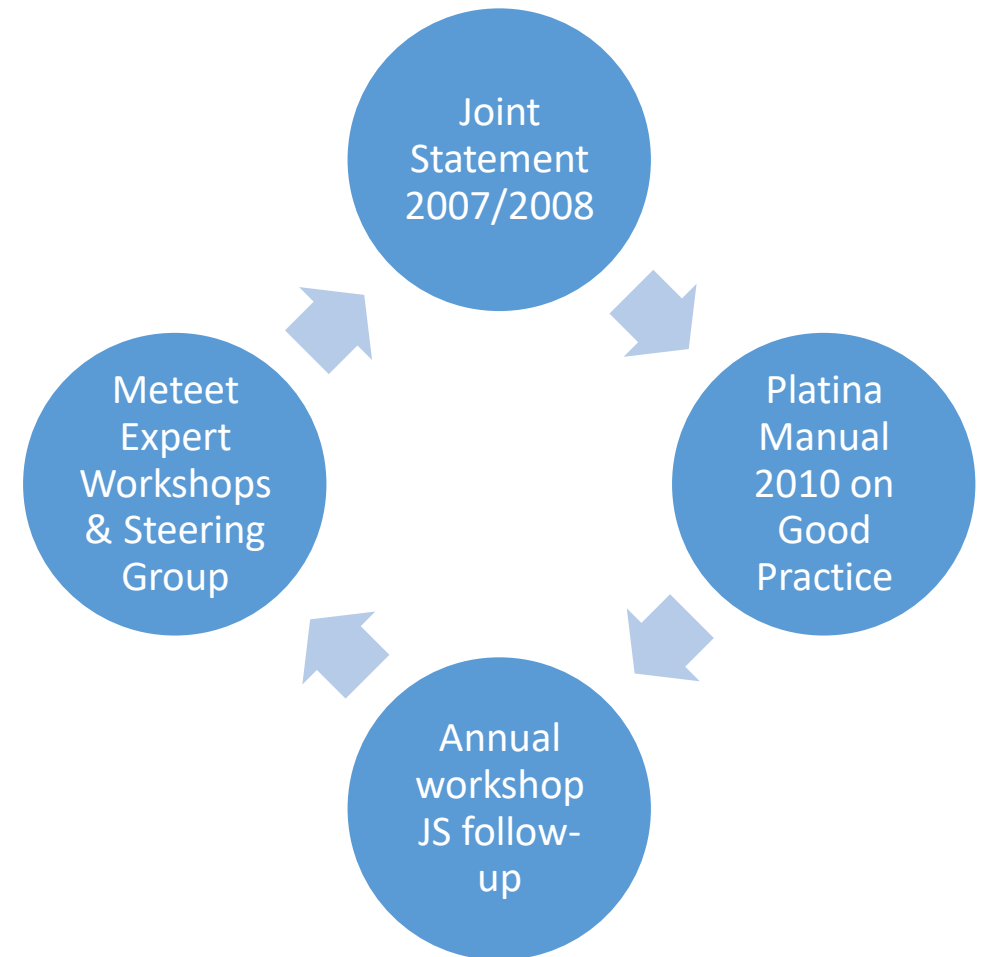 Joint
Statement
2007/2008
Platina
Manual
2010 on
Good
Practice
Annual
workshop
JS follow-
up
Meteet
Expert
Workshops
& Steering
Group